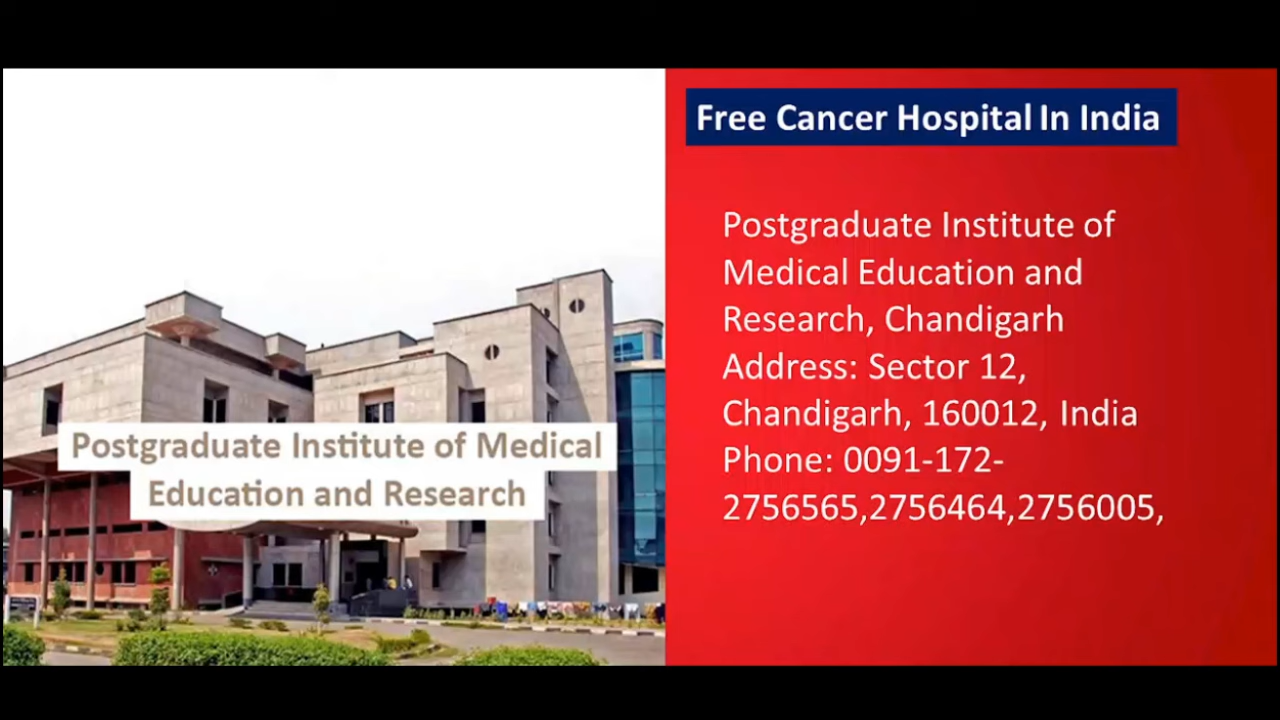 Free Cancer Hospital In India
Postgraduate Institute of
Medical Education and
Research, Chandigarh
Address: Sector 12,
Chandigarh, 160012, India
Phone: 0091-172-
2756565,2756464,2756005,
Postgraduate Institute of Medical
Education and Research